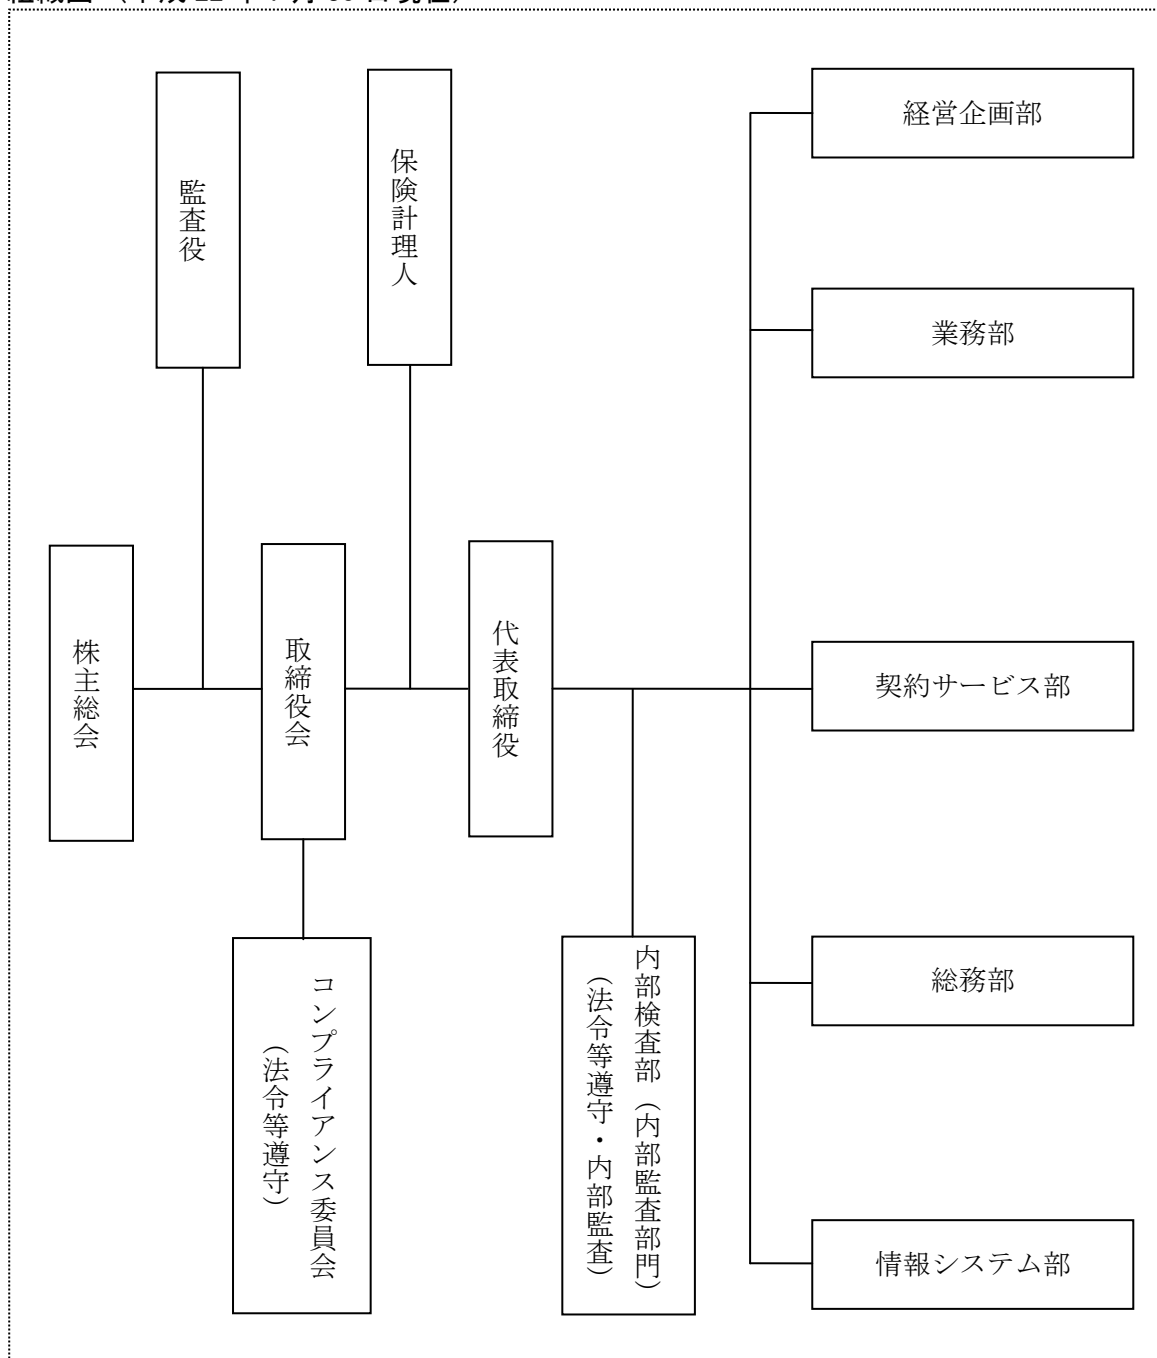 監査役
保険計理人
株主総会
取締役会
代表取締役
コンプライアンス委員会
（法令等遵守）
内部検査部（内部監査部門）
（法令等遵守・内部監査）
経営企画部
業務部
契約サービス部
総務部
情報システム部